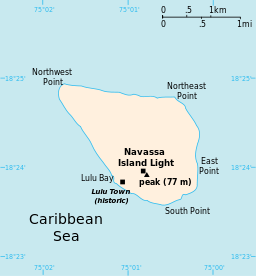 75°02' 75°01' 75°00'
0 .5 1km
0 .5 1mi
Northwest
Point
18°25' 18°25'
Northeast
Point
Navassa
Island Light
East
Point
18°24' 18°24'
Lulu Bay
peak (77 m)
Lulu Town
(historic)
South Point
Caribbean
Sea
18°23' 18°23'
75°02' 75°01' 75°00'